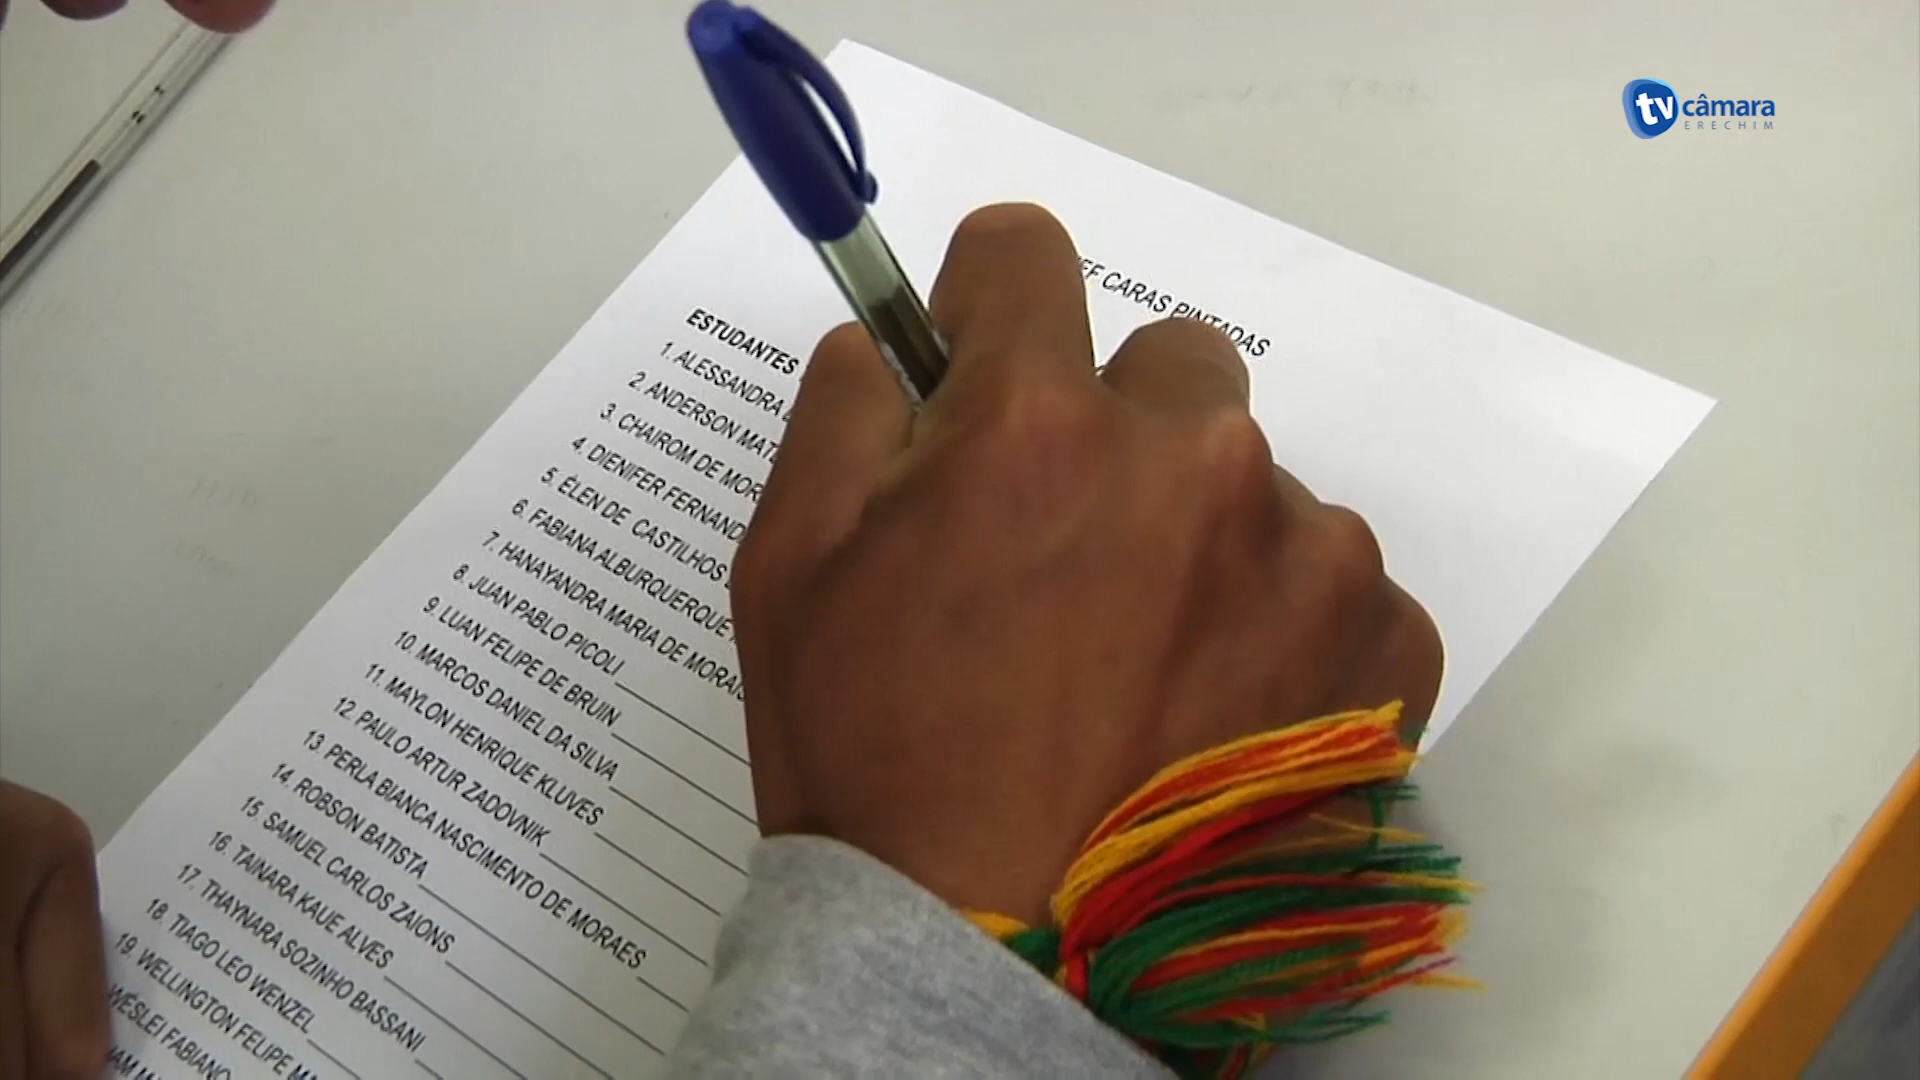 tv câmara
ERECHIM
EFF CARAS PINTADAS
ESTUDANTES
1. ALESSANDRA
2. ANDERSON
3. CHAIROM DE
4. DIENIFER
5. ÉLEN DE CASTILHOS
6. FABIANA ALBURQUERQUE
7. HANAYANDRA MARIA DE MORAIS
8. JUAN PABLO PICOLI
9. LUAN FELIPE DE BRUIN
10. MARCOS DANIEL DA SILVA
11. MAYLON HENRIQUE KLUVES
12. PAULO ARTUR ZADOVNIK
13. PERLA BIANCA NASCIMENTO DE MORAES
14. ROBSON BATISTA
15. SAMUEL CARLOS ZAIONS
16. TAINARA KAUE ALVES
17. THAYNARA SOZINHO BASSANI
18. TIAGO LEO WENZEL
19. WELLINGTON FELIPE
WÉSLEI FABIANO